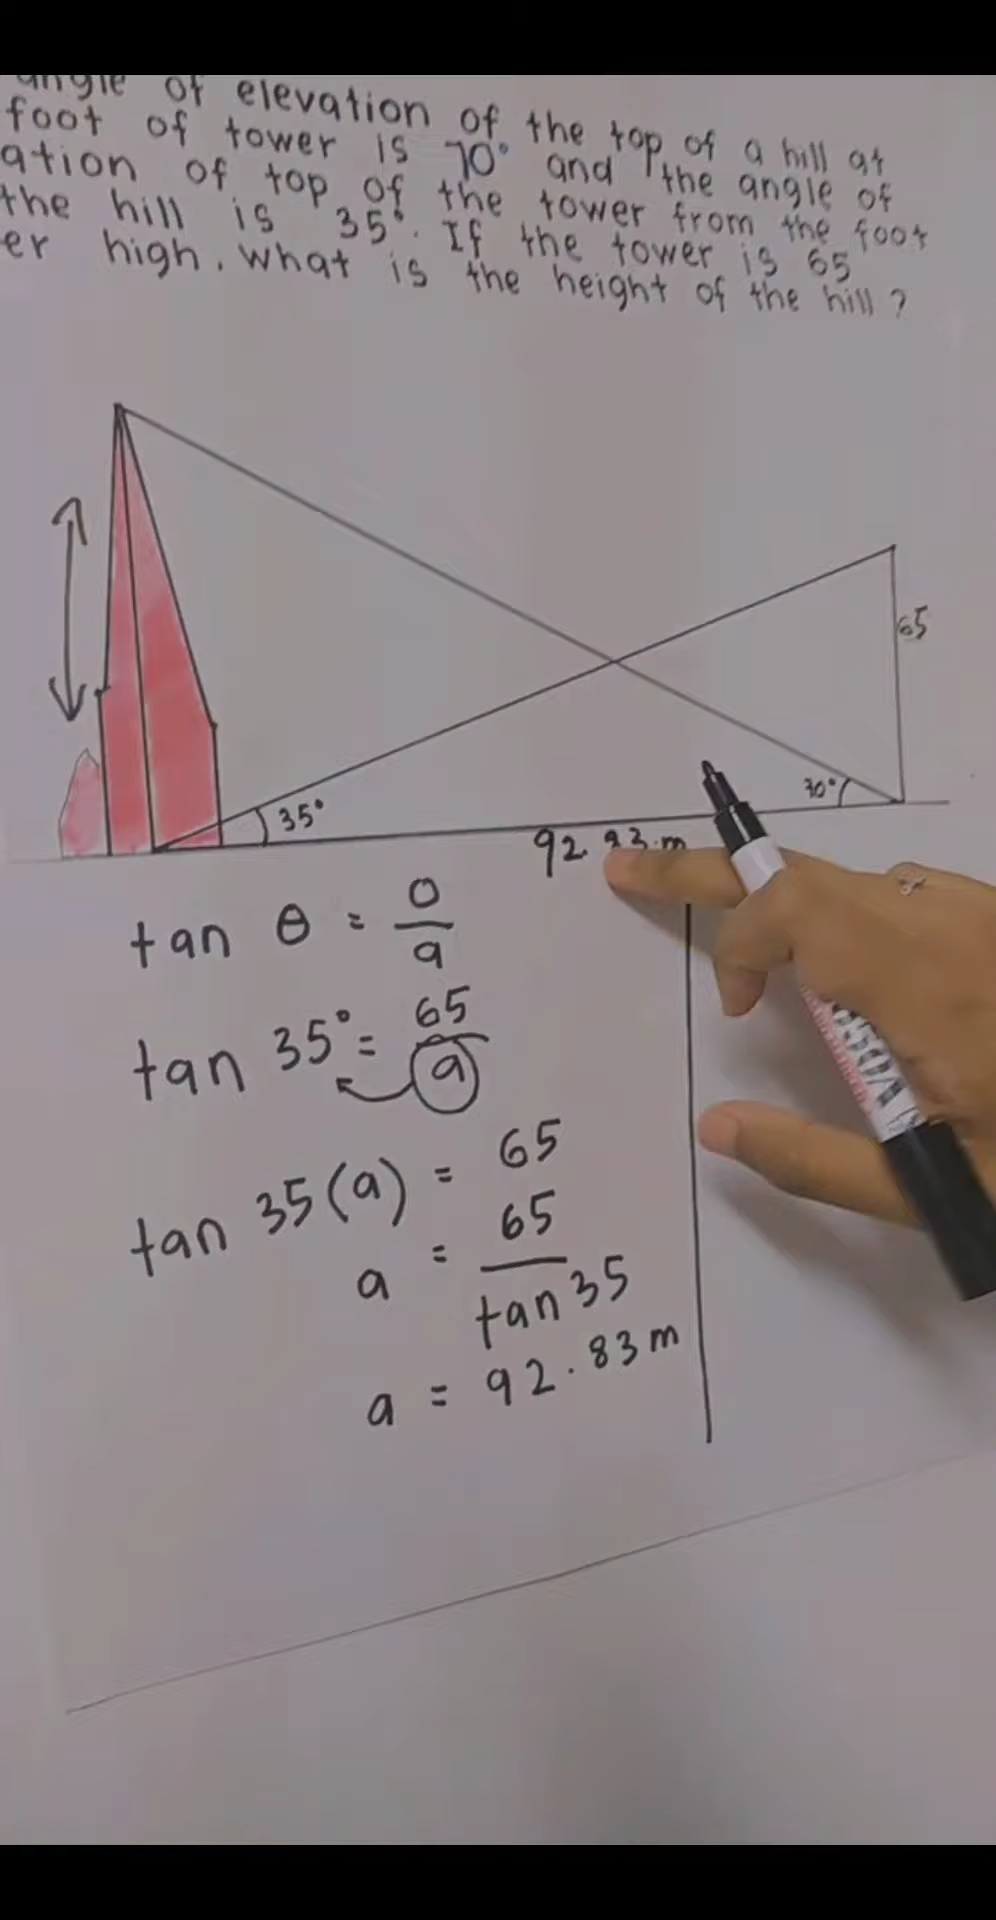 angle of elevation of the top of a hill at
foot of tower is 70° and the angle of
ation of top of the tower from the foot
the hill is 35°. If the tower is 65
er high. What is the height of the hill?
65
35°
70°
92. 83 m
tan θ = o
a
tan 35° = 65
a
tan 35 (a) = 65
a = 65
tan 35
a = 92.83 m